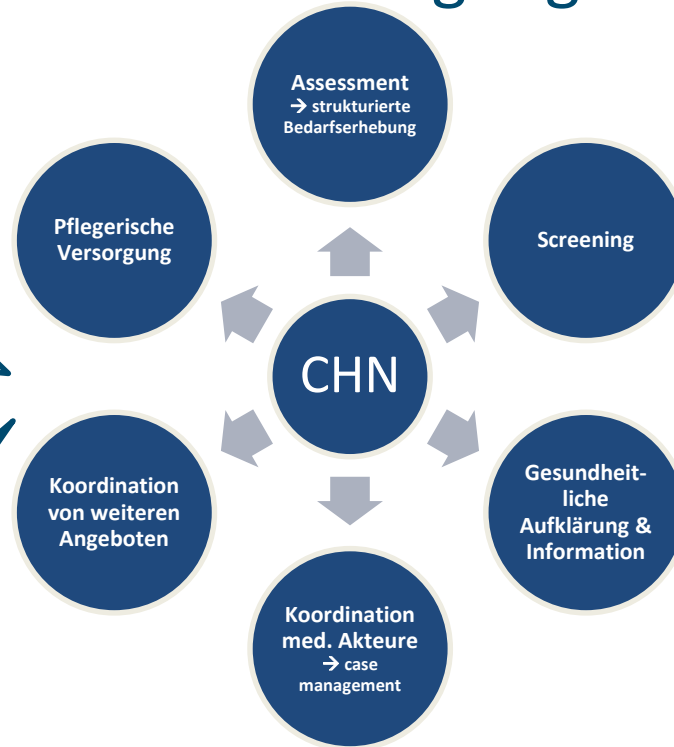 Assessment
→ strukturierte
Bedarfserhebung
Pflegerische
Versorgung
Screening
CHN
Koordination
von weiteren
Angeboten
Gesundheit-
liche
Aufklärung &
Information
Koordination
med. Akteure
→ case
management